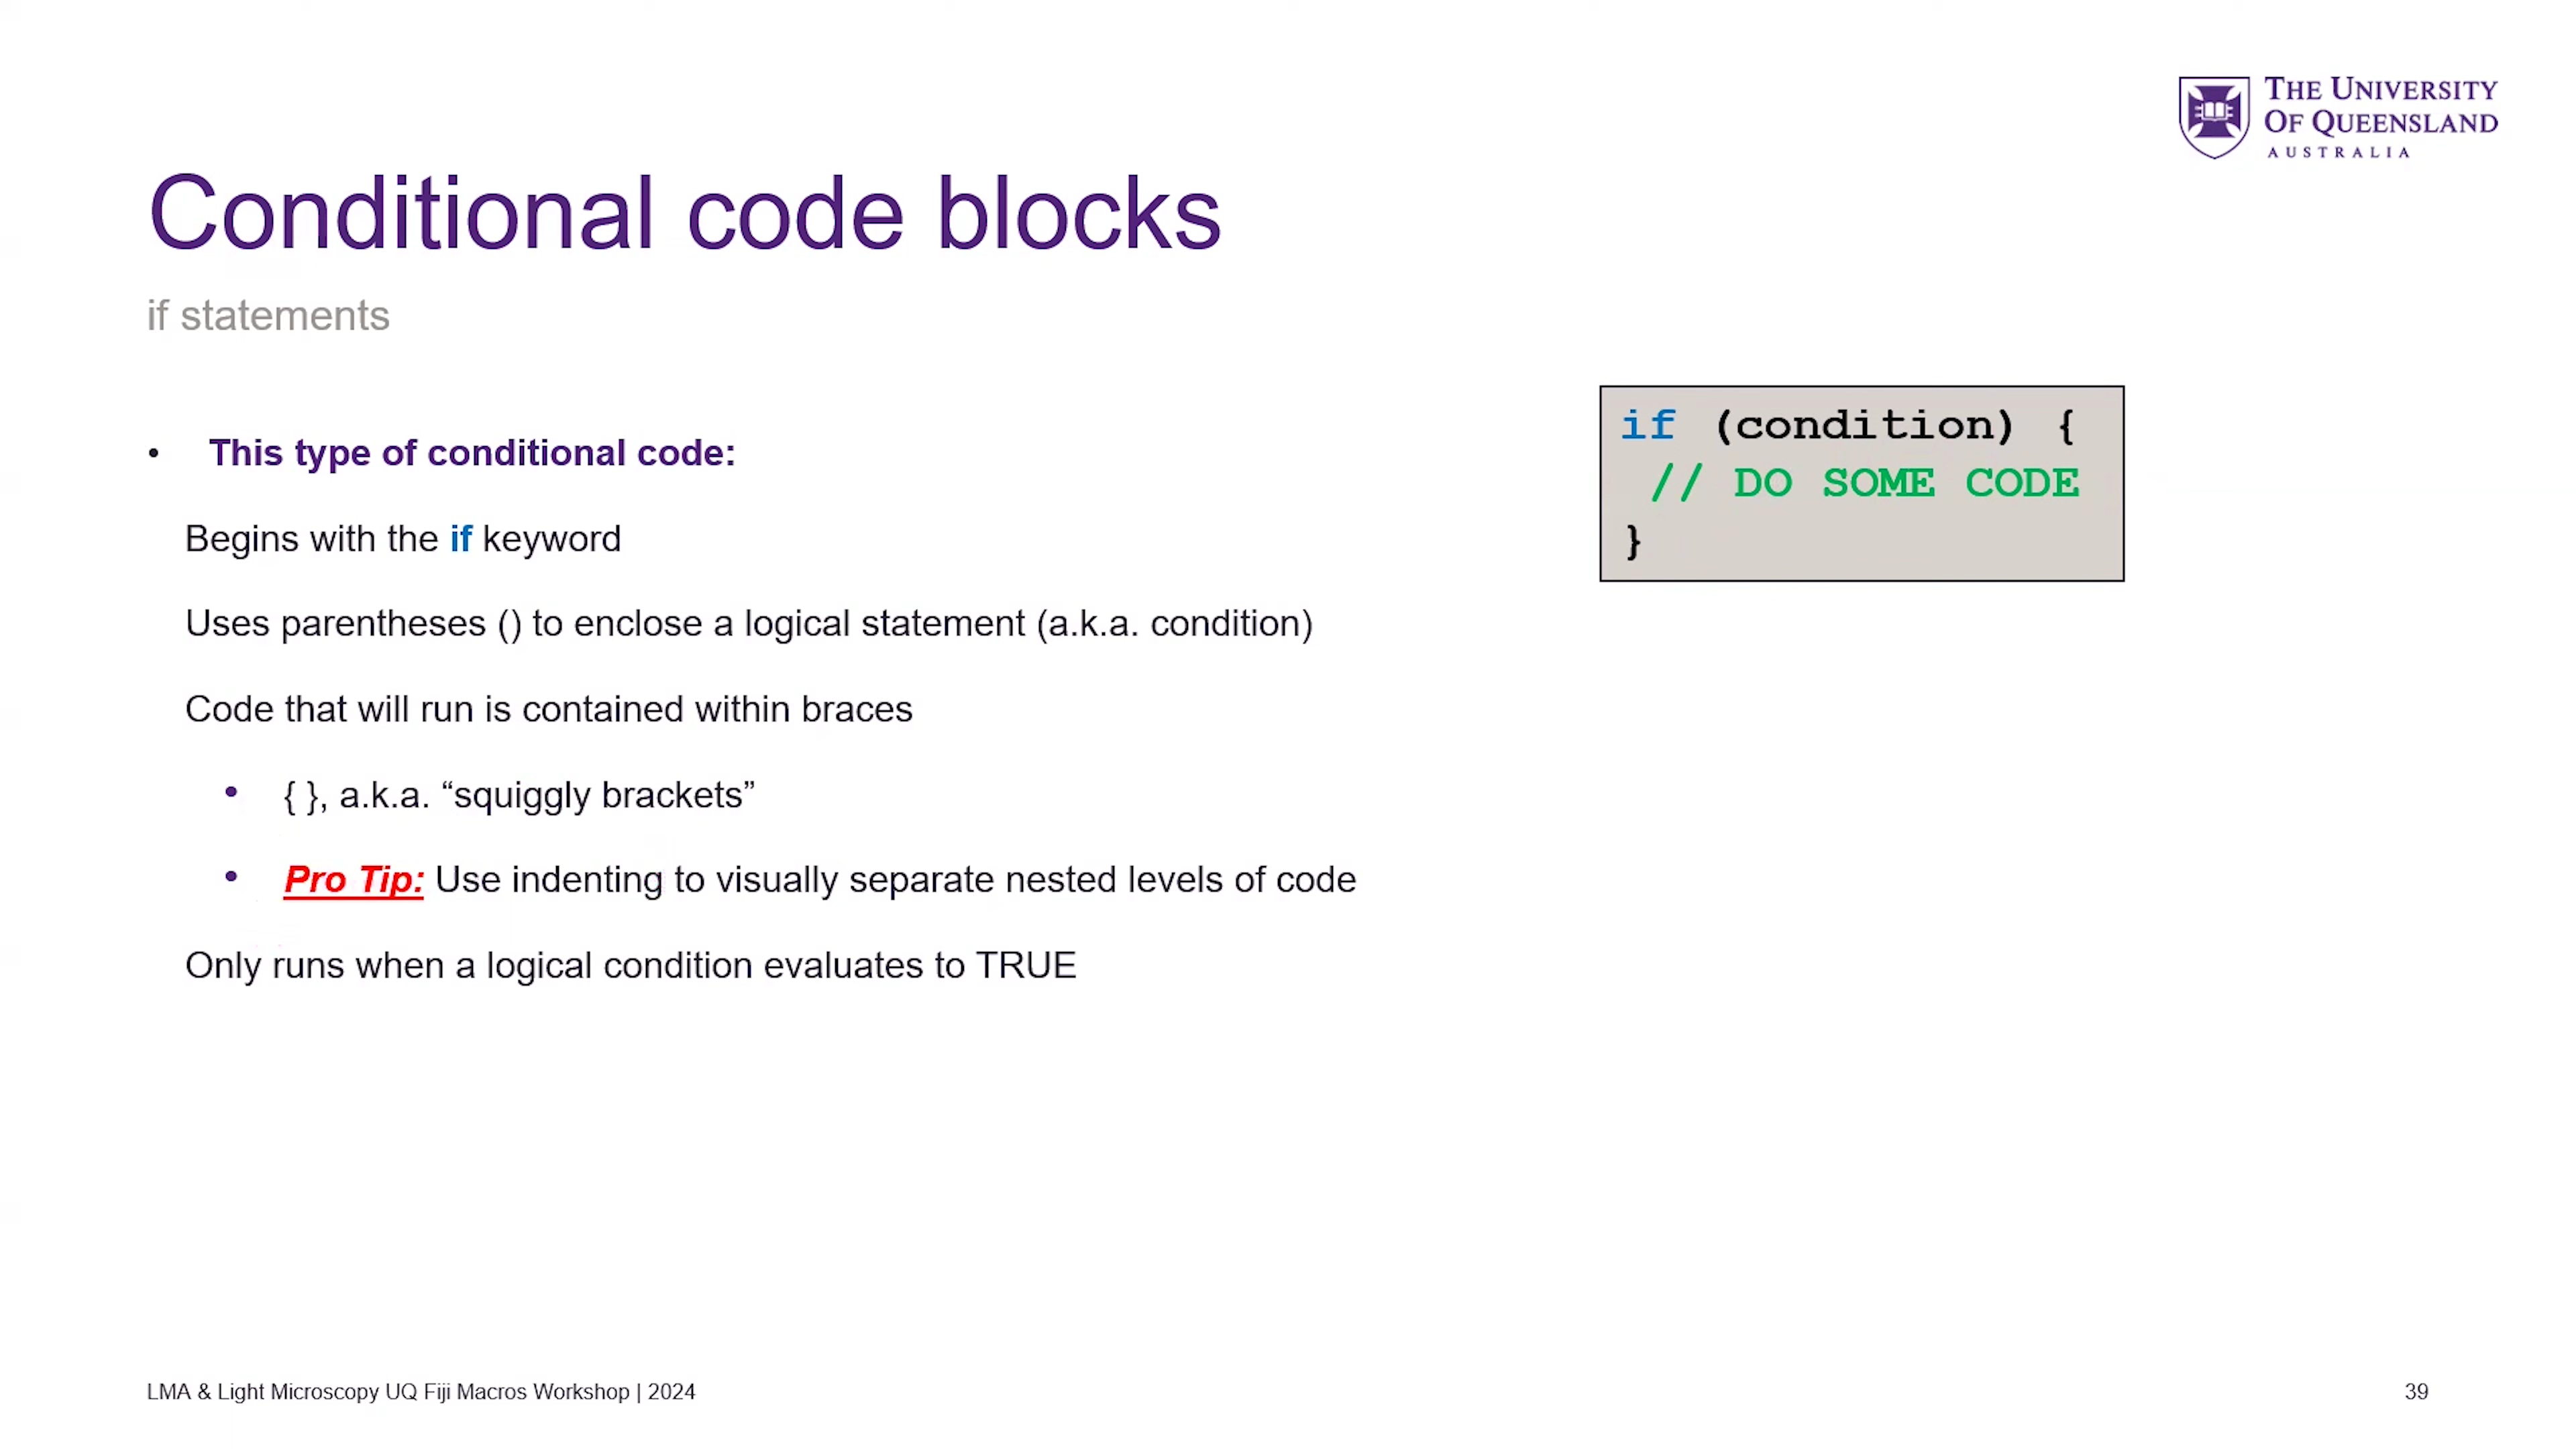 THE UNIVERSITY
OF QUEENSLAND
AUSTRALIA
Conditional code blocks
if statements
• This type of conditional code:
Begins with the if keyword
Uses parentheses () to enclose a logical statement (a.k.a. condition)
Code that will run is contained within braces
• { }, a.k.a. “squiggly brackets”
• Pro Tip: Use indenting to visually separate nested levels of code
Only runs when a logical condition evaluates to TRUE
if (condition) {
// DO SOME CODE
}
LMA & Light Microscopy UQ Fiji Macros Workshop | 2024
39